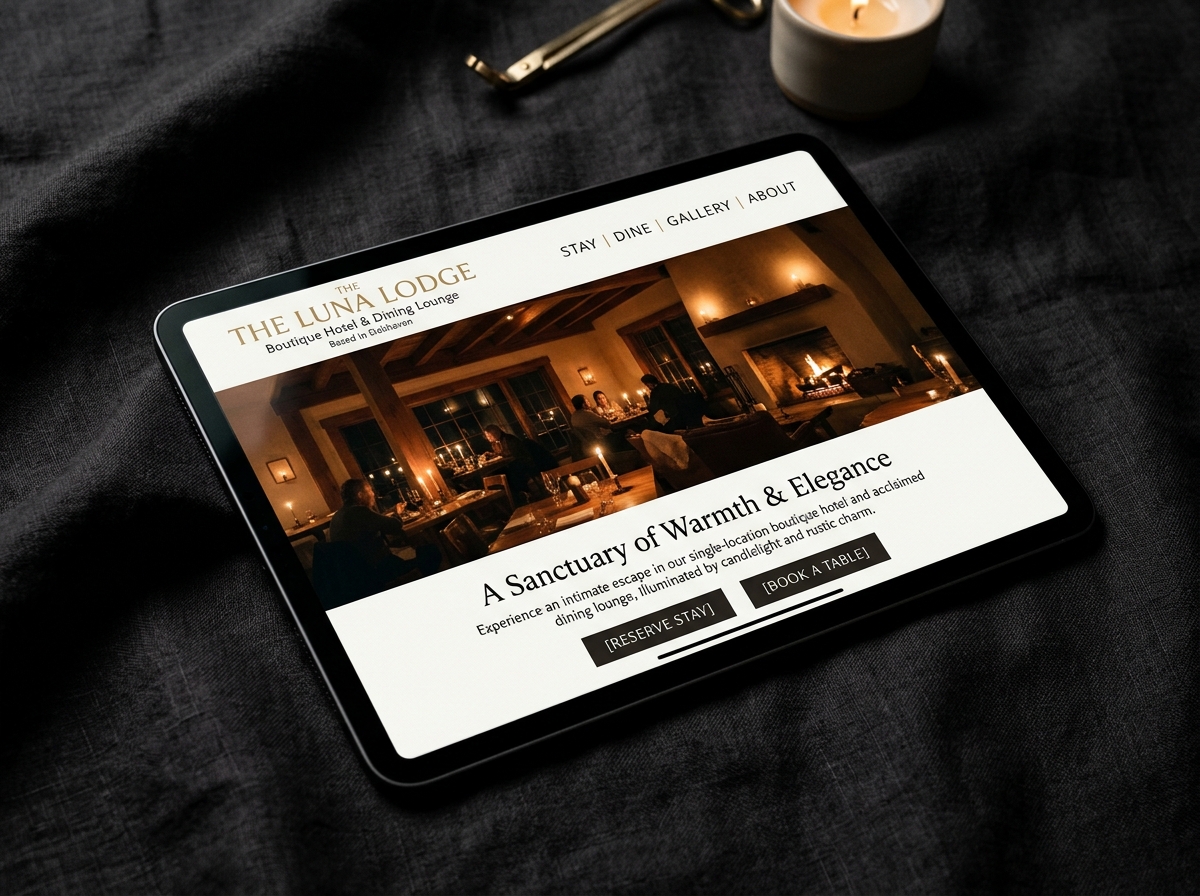 THE
THE LUNA LODGE
Boutique Hotel & Dining Lounge
Based in
STAY | DINE | GALLERY | ABOUT
A Sanctuary of Warmth & Elegance
Experience an intimate escape in our single-location boutique hotel and acclsimed
dining lounge, illuminated by candlelight and rustic charm.
[RESERVE STAY]
[BOOK A TABLE]